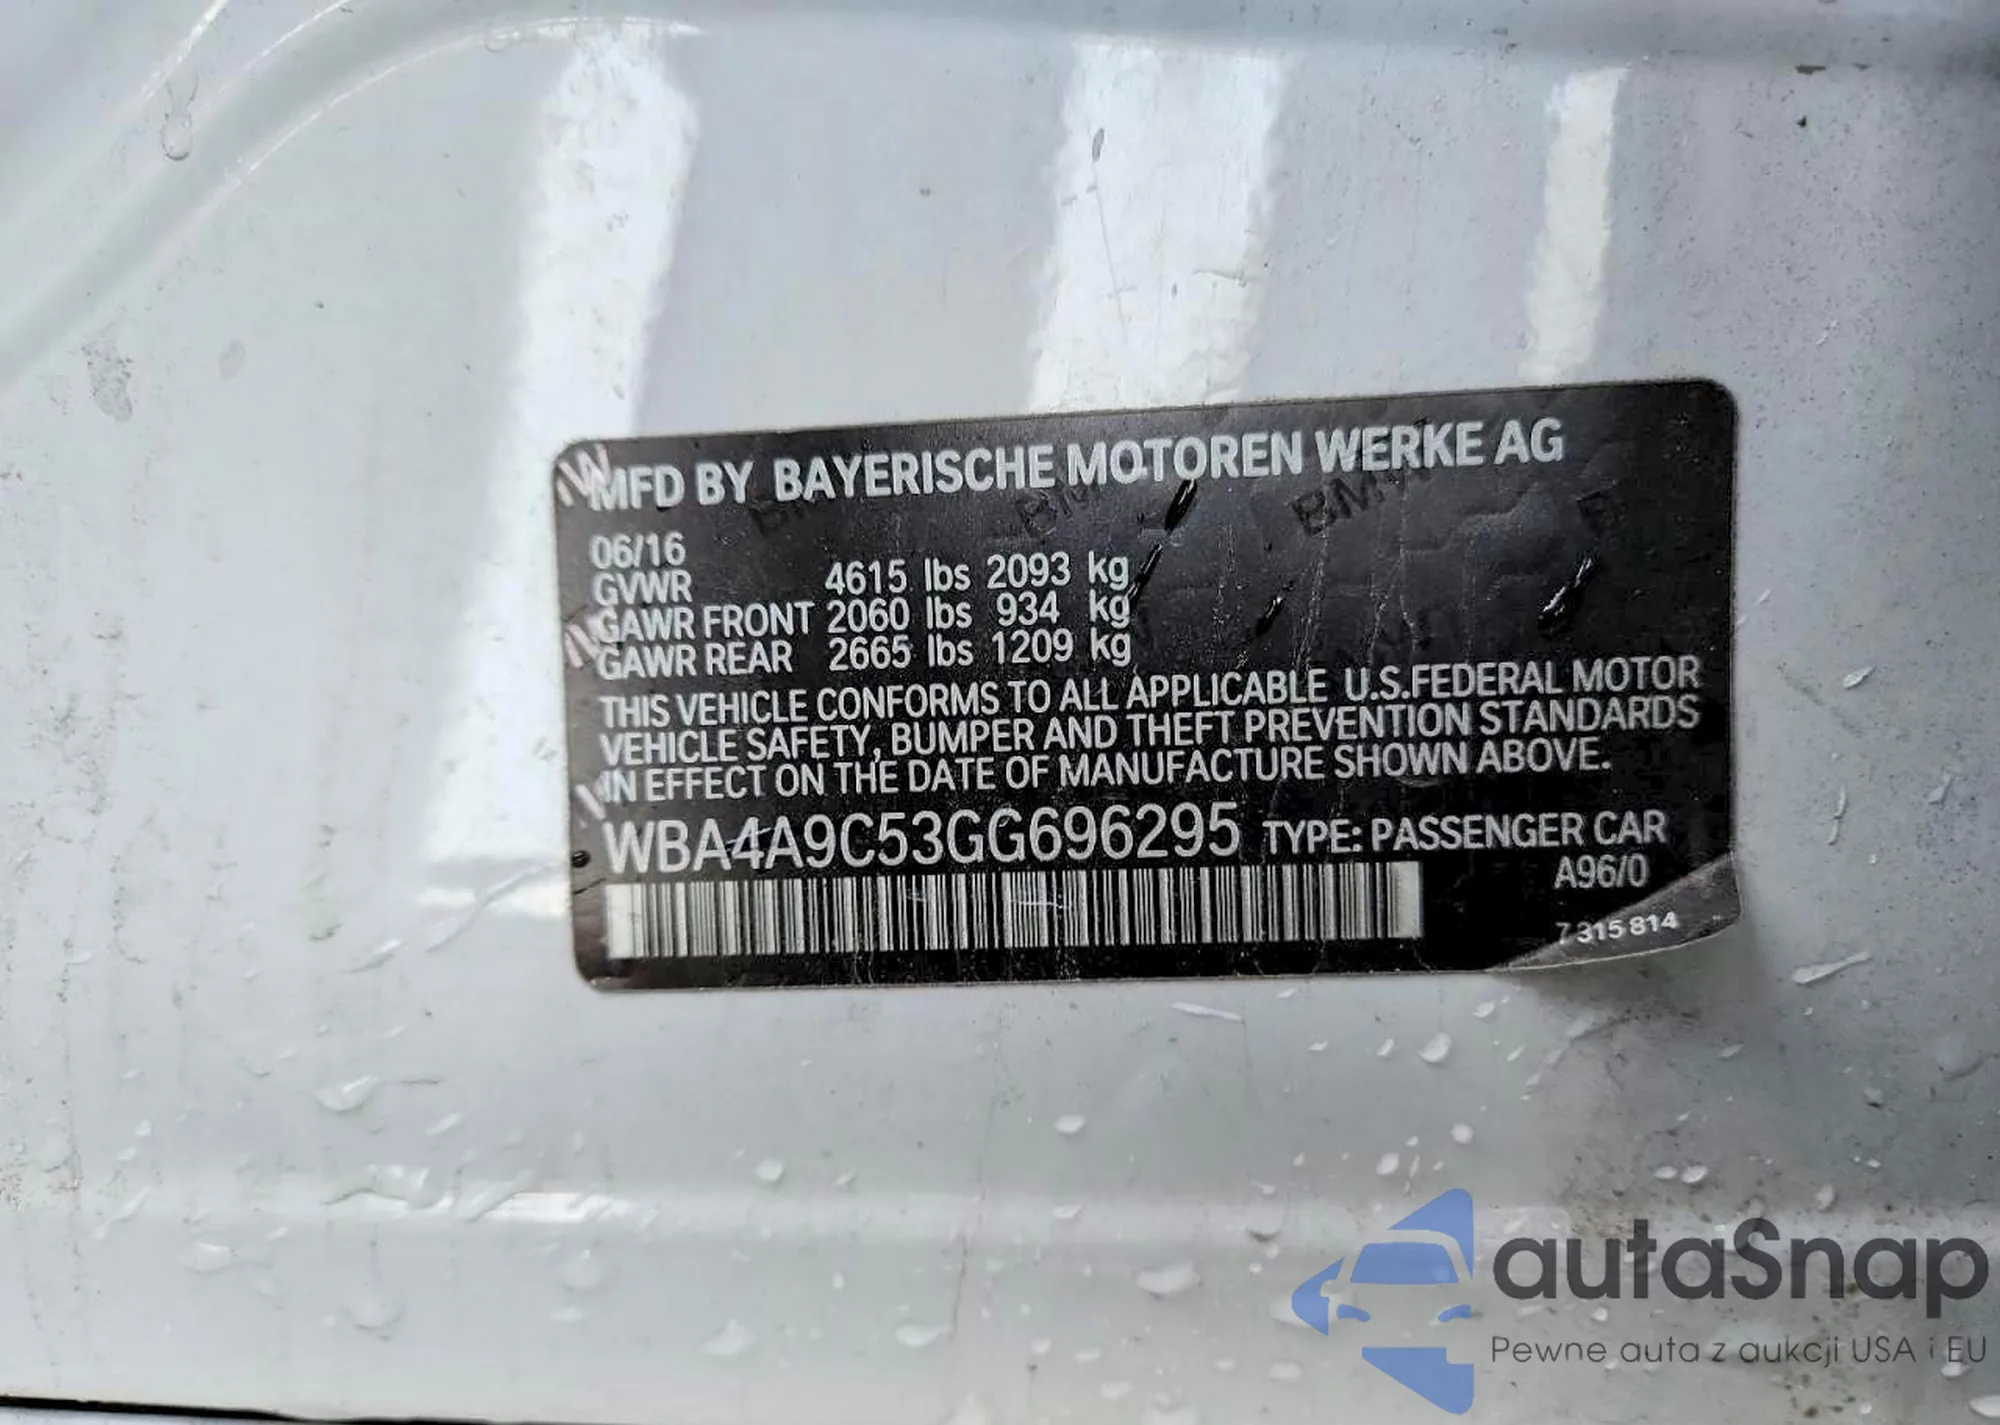 MFD BY BAYERISCHE MOTOREN WERKE AG
06/16
GVWR 4615 lbs 2093 kg
GAWR FRONT 2060 lbs 934 kg
GAWR REAR 2665 lbs 1209 kg
THIS VEHICLE CONFORMS TO ALL APPLICABLE U.S.FEDERAL MOTOR
VEHICLE SAFETY, BUMPER AND THEFT PREVENTION STANDARDS
IN EFFECT ON THE DATE OF MANUFACTURE SHOWN ABOVE.
WBA4A9C53GG696295 TYPE: PASSENGER CAR
A96/0
7 315 814
autaSnap
Pewne auta z aukcji USA i EU